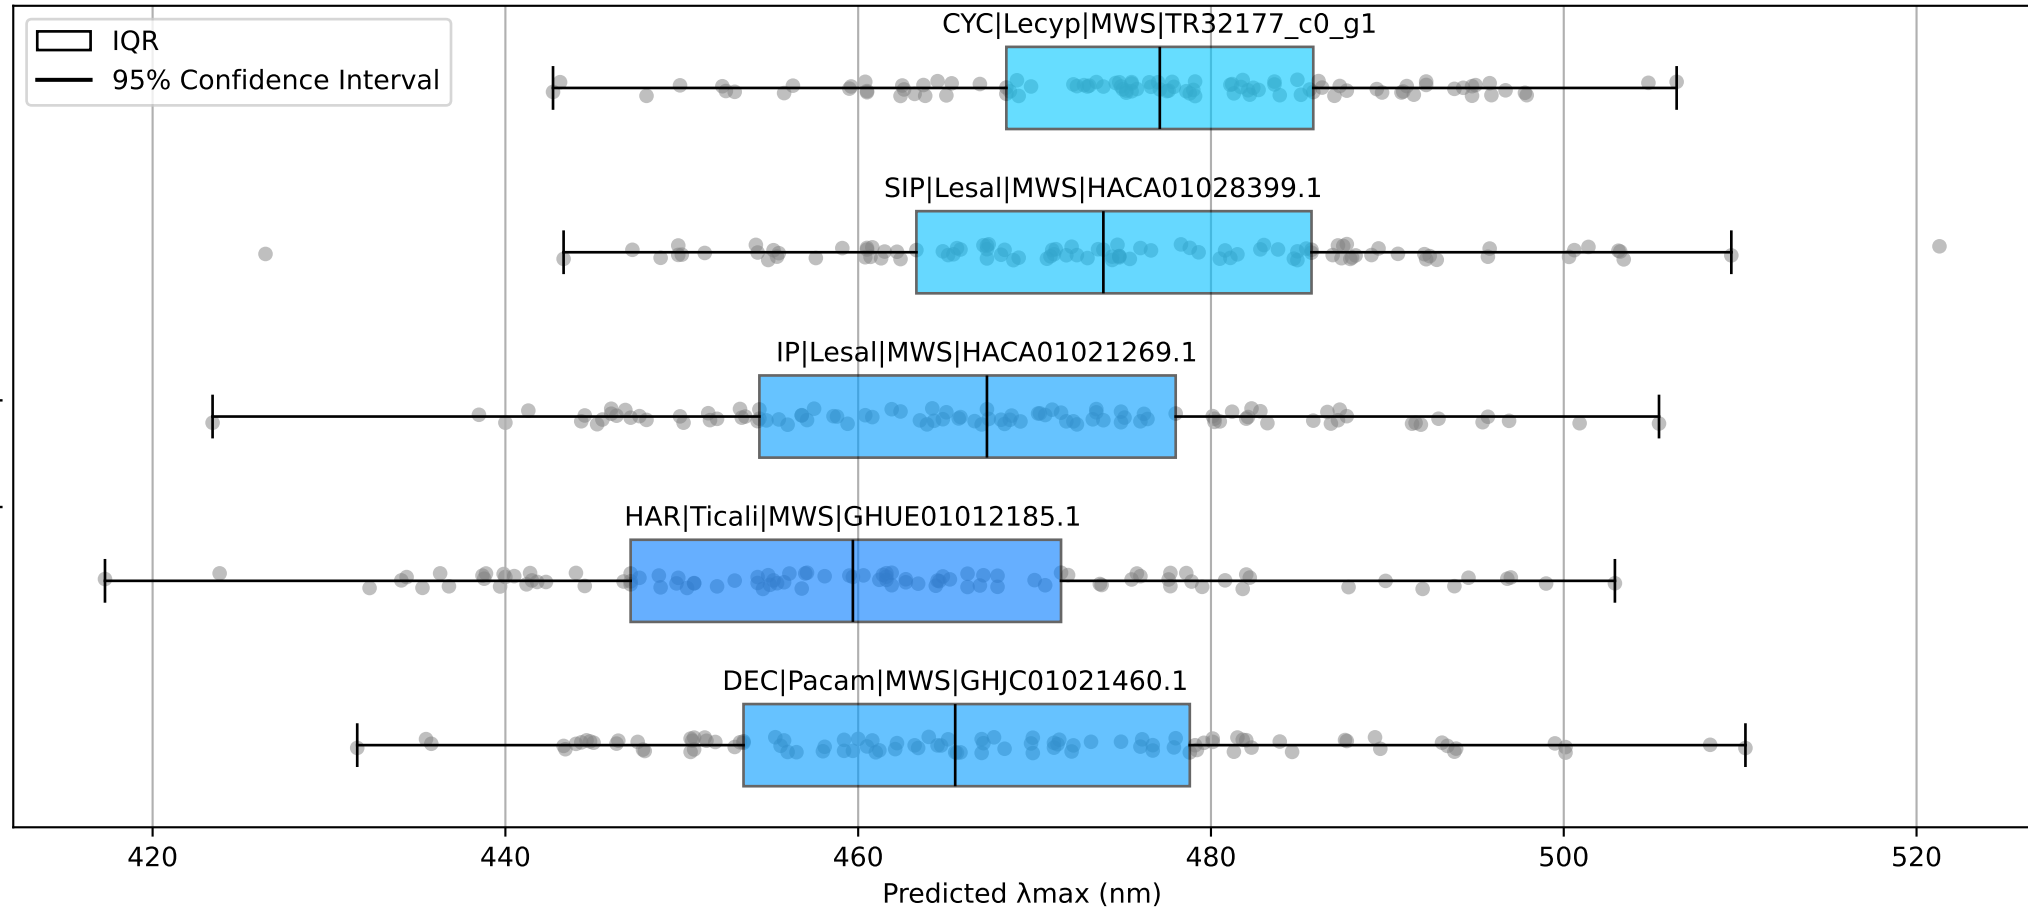 IQR
95% Confidence Interval
CYC|Lecyp|MWS|TR32177_c0_g1
SIP|Lesal|MWS|HACA01028399.1
IP|Lesal|MWS|HACA01021269.1
HAR|Ticali|MWS|GHUE01012185.1
DEC|Pacam|MWS|GHJC01021460.1
420 440 460 480 500 520
Predicted λmax (nm)